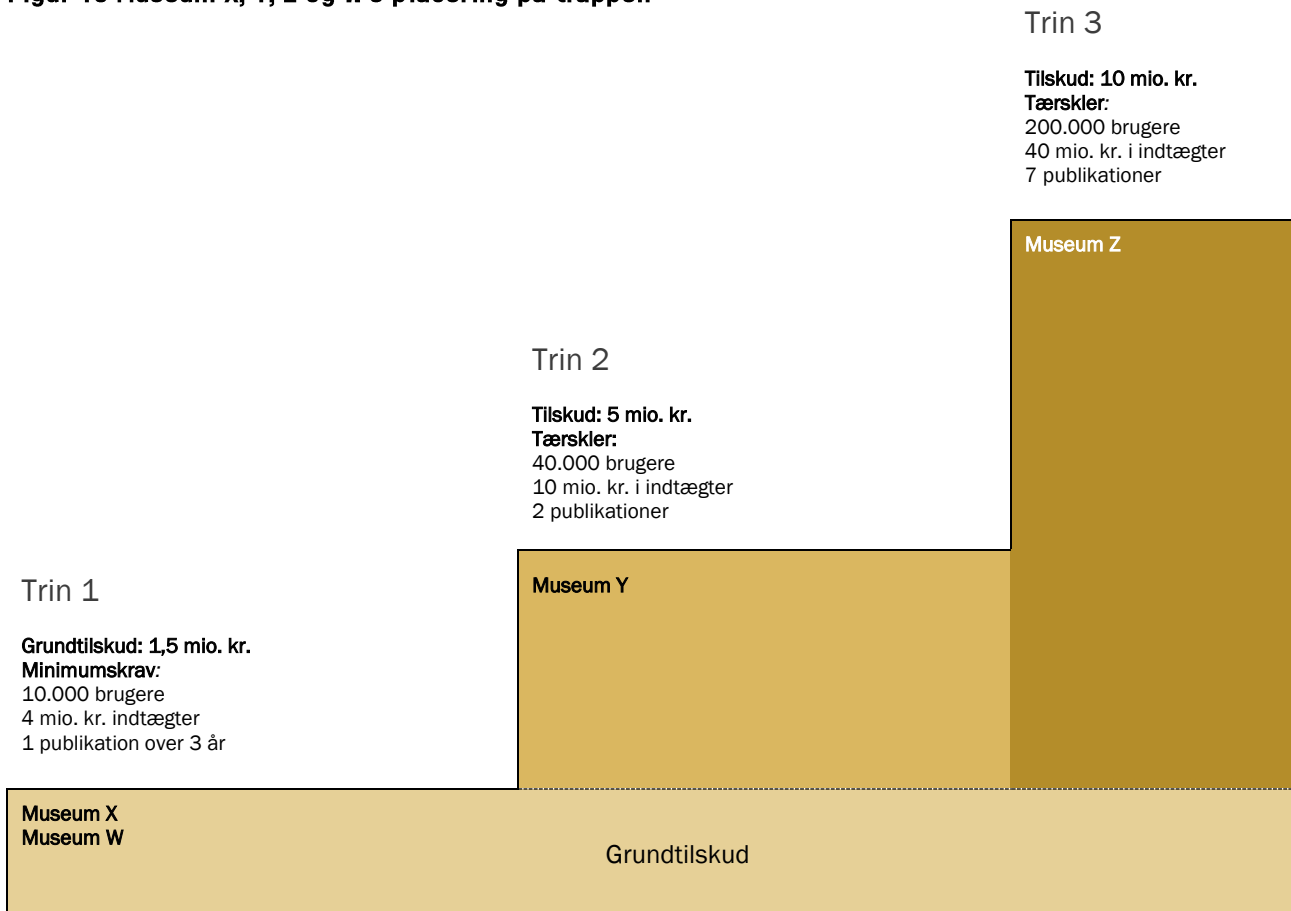 Trin 3
Tilskud: 10 mio. kr.
Tærskler:
200.000 brugere
40 mio. kr. i indtægter
7 publikationer
Museum Z
Trin 2
Tilskud: 5 mio. kr.
Tærskler:
40.000 brugere
10 mio. kr. i indtægter
2 publikationer
Museum Y
Trin 1
Grundtilskud: 1,5 mio. kr.
Minimumskrav:
10.000 brugere
4 mio. kr. indtægter
1 publikation over 3 år
Museum X
Museum W
Grundtilskud